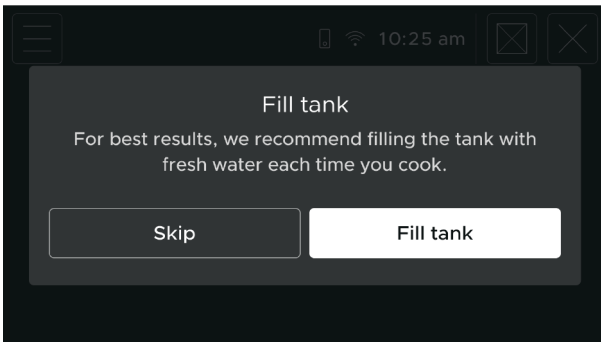 10:25 am
Fill tank
For best results, we recommend filling the tank with
fresh water each time you cook.
Skip
Fill tank